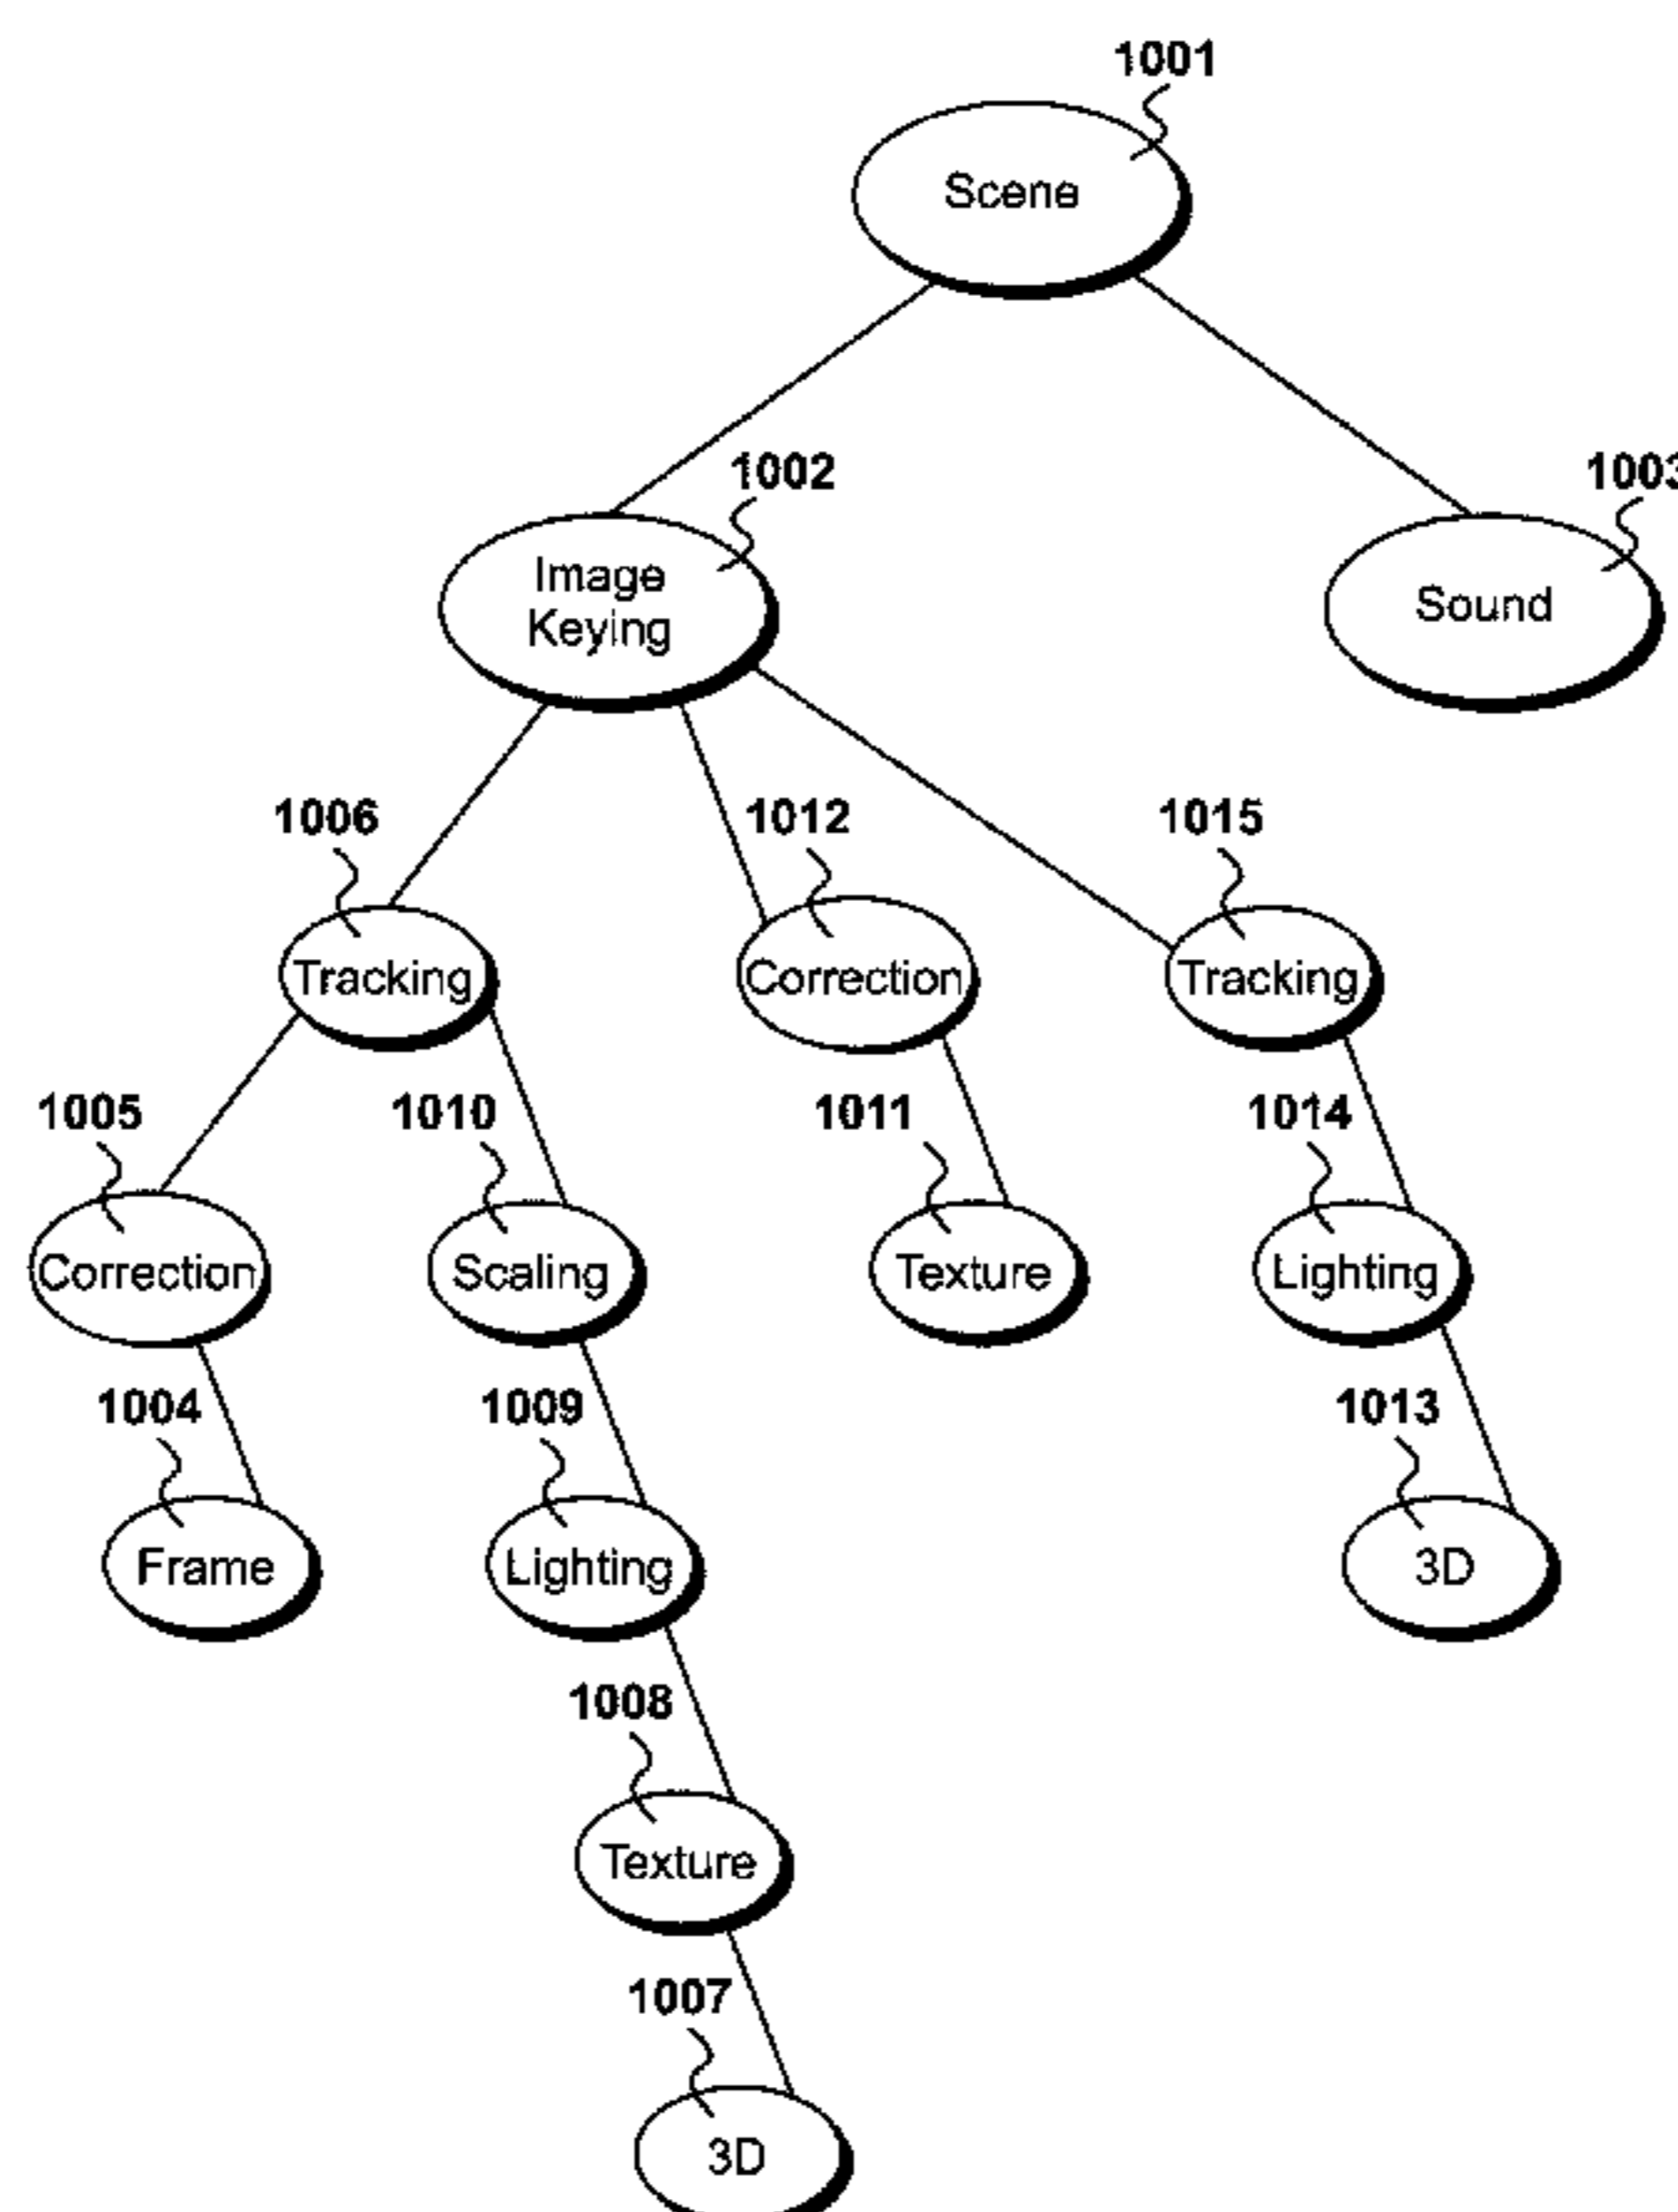 1001
Scene
1002
1003
Image
Keying
Sound
1006
1012
1015
Tracking
Correction
Tracking
1005
1010
1011
1014
Correction
Scaling
Texture
Lighting
1004
1009
1013
Frame
Lighting
3D
1008
Texture
1007
3D